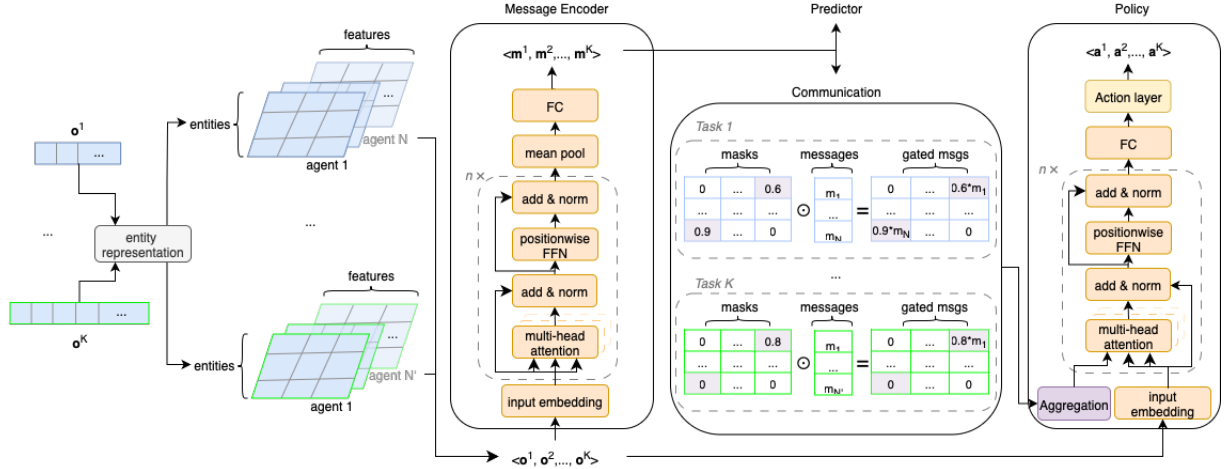 Message Encoder
Predictor
Policy
features
<m¹, m²,..., mᴷ>
<a¹, a²,..., aᴷ>
FC
Action layer
Communication
entities
...
agent N
agent 1
o¹
...
mean pool
FC
Task 1
masks
messages
gated msgs
n ×
n ×
add & norm
add & norm
0 ... 0.6
m₁
0 ... 0.6*m₁
... ... ...
...
... ... ...
0.9 ... 0
m_N
0.9*m_N ... 0
⊙
=
positionwise
FFN
positionwise
FFN
...
entity
representation
...
...
add & norm
add & norm
features
Task K
masks
messages
gated msgs
...
oᴷ
entities
...
agent N'
agent 1
multi-head
attention
multi-head
attention
0 ... 0.8
m₁
0 ... 0.8*m₁
... ... ...
...
... ... ...
0 ... 0
m_N'
0 ... 0
⊙
=
input embedding
Aggregation
input
embedding
<o¹, o²,..., oᴷ>